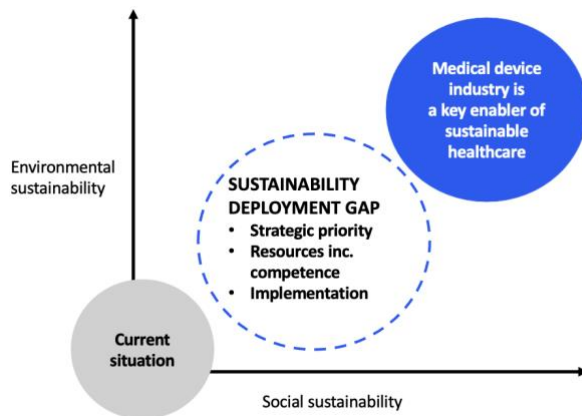 Medical device
industry is
a key enabler of
sustainable
healthcare
Environmental
sustainability
SUSTAINABILITY
DEPLOYMENT GAP
• Strategic priority
• Resources inc.
competence
• Implementation
Current
situation
Social sustainability